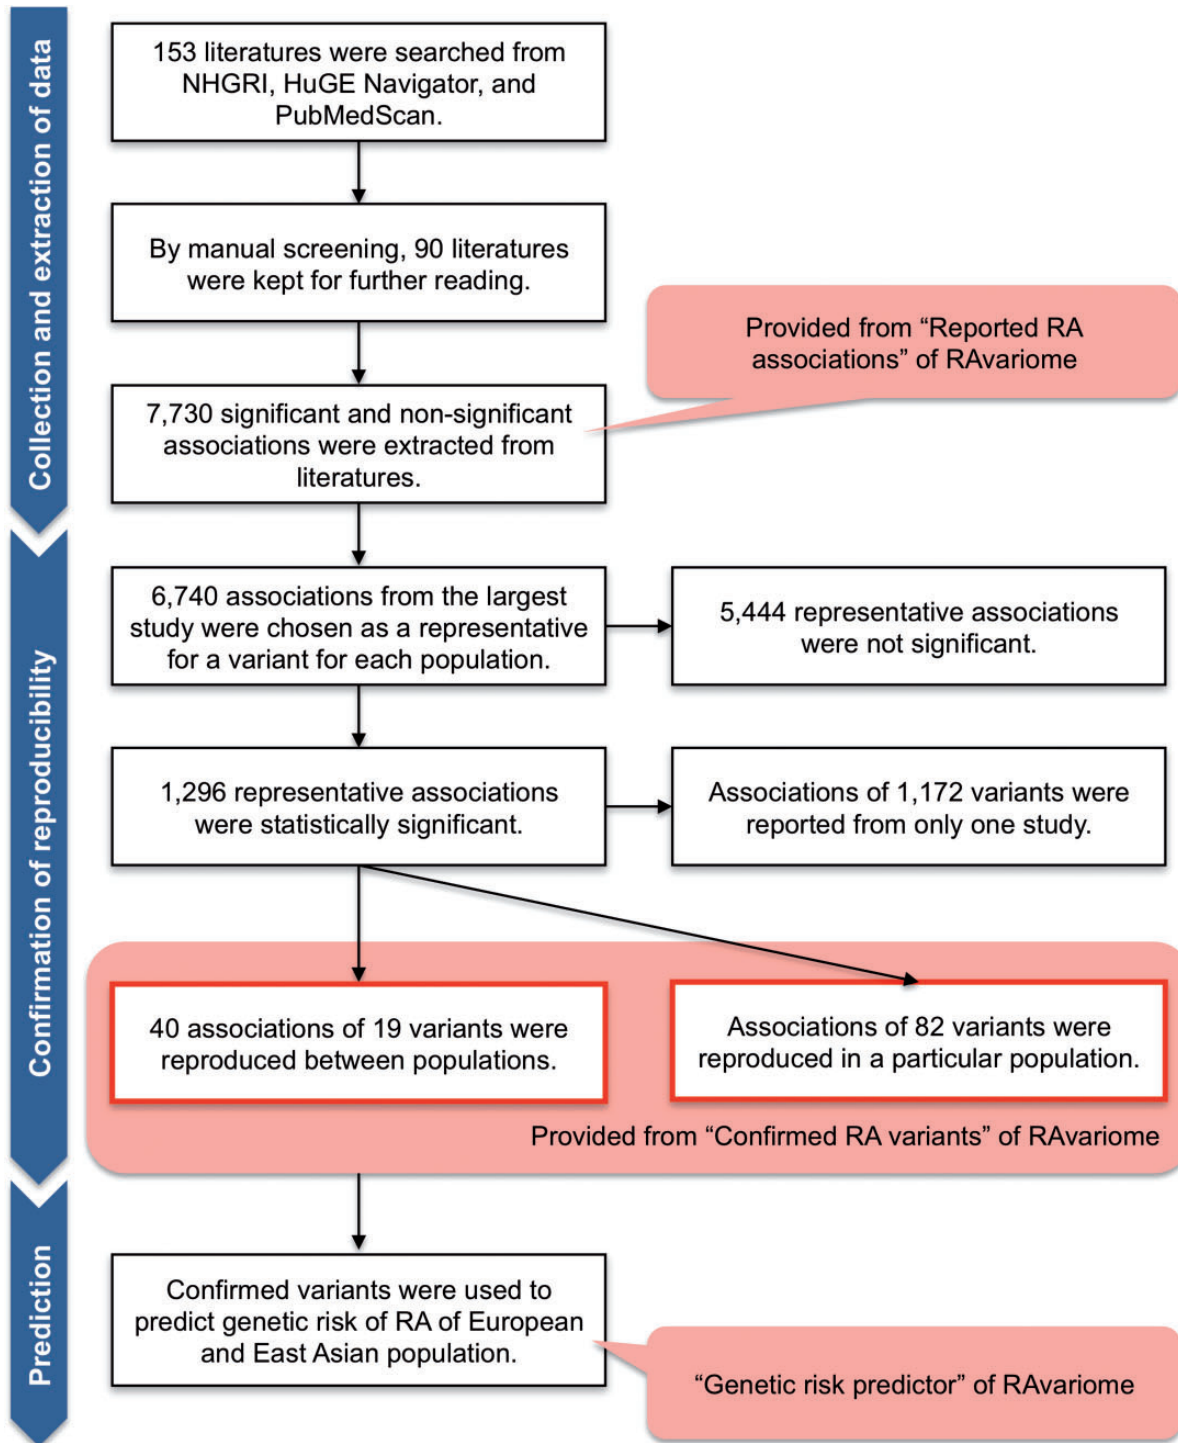 Collection and extraction of data
153 literatures were searched from
NHGRI, HuGE Navigator, and
PubMedScan.
By manual screening, 90 literatures
were kept for further reading.
Provided from “Reported RA
associations” of RAvariome
7,730 significant and non-significant
associations were extracted from
literatures.
Confirmation of reproducibility
6,740 associations from the largest
study were chosen as a representative
for a variant for each population.
5,444 representative associations
were not significant.
1,296 representative associations
were statistically significant.
Associations of 1,172 variants were
reported from only one study.
40 associations of 19 variants were
reproduced between populations.
Associations of 82 variants were
reproduced in a particular population.
Provided from “Confirmed RA variants” of RAvariome
Prediction
Confirmed variants were used to
predict genetic risk of RA of European
and East Asian population.
“Genetic risk predictor” of RAvariome